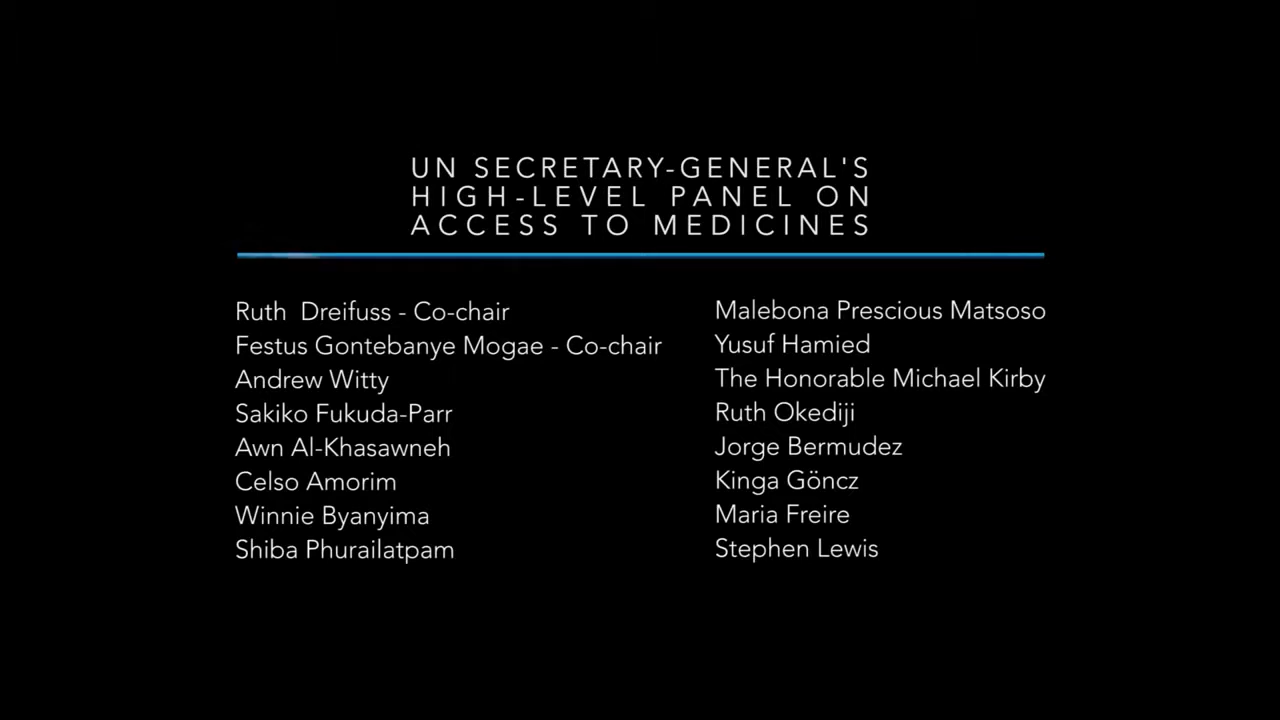 UN SECRETARY-GENERAL'S
HIGH-LEVEL PANEL ON
ACCESS TO MEDICINES
Ruth Dreifuss - Co-chair
Festus Gontebanye Mogae - Co-chair
Andrew Witty
Sakiko Fukuda-Parr
Awn Al-Khasawneh
Celso Amorim
Winnie Byanyima
Shiba Phurailatpam
Malebona Prescious Matsoso
Yusuf Hamied
The Honorable Michael Kirby
Ruth Okediji
Jorge Bermudez
Kinga Göncz
Maria Freire
Stephen Lewis